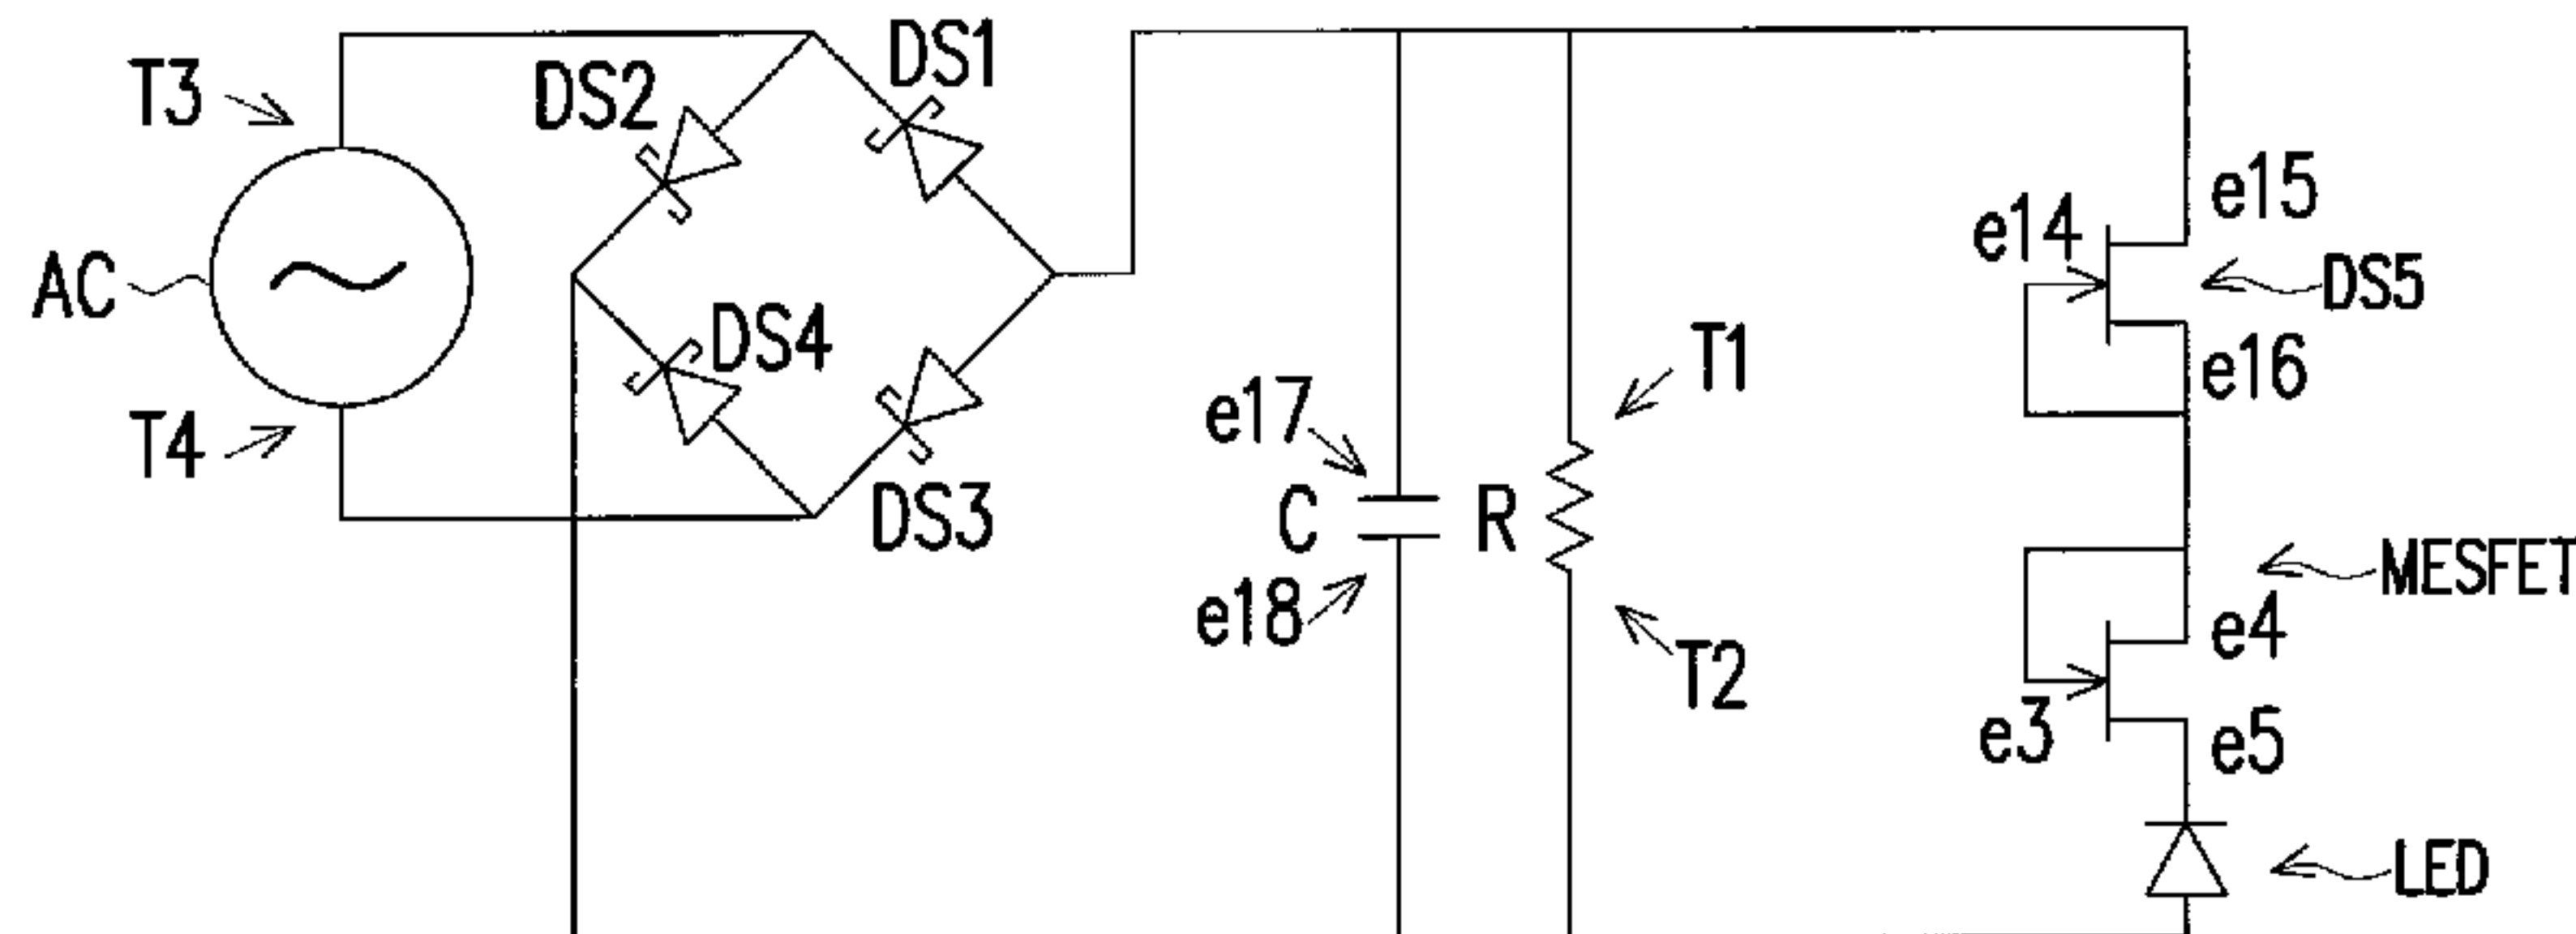 DS1
T3
DS2
e15
e14
AC
DS5
DS4
T1
e16
e17
T4
C
R
DS3
MESFET
e18
e4
T2
e3
e5
LED